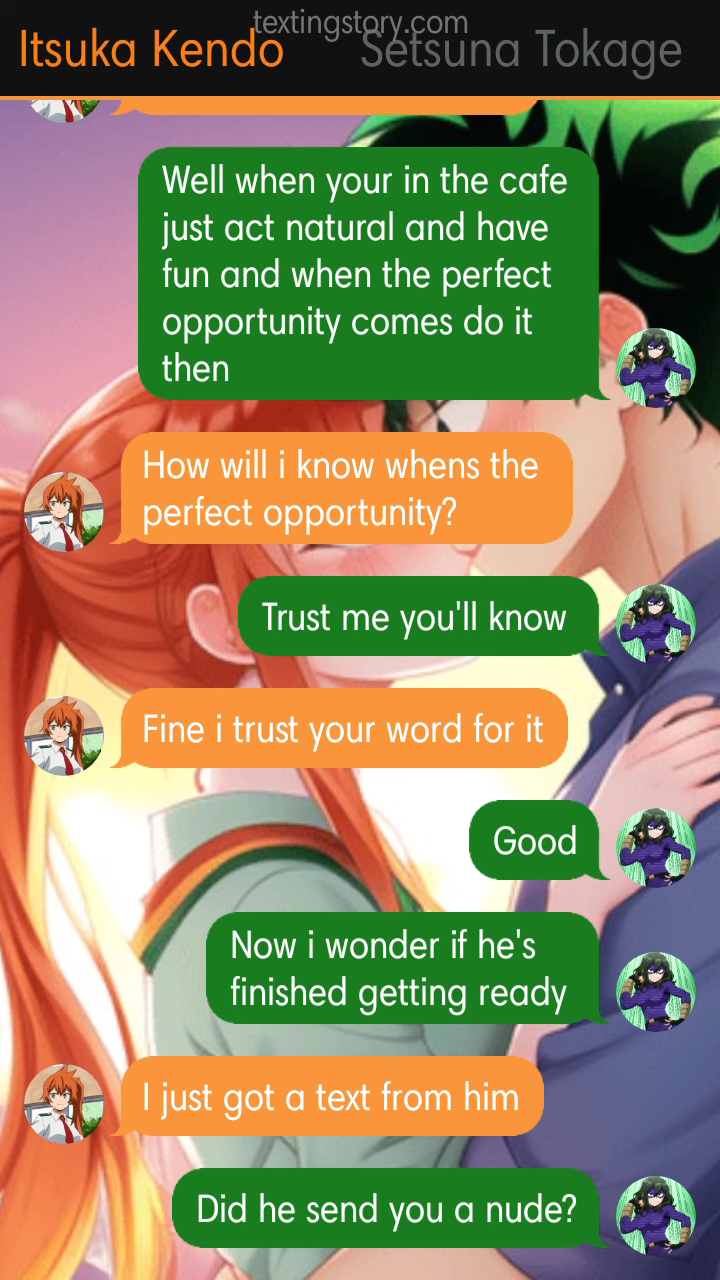 textingstory.com
Itsuka Kendo
Setsuna Tokage
Well when your in the cafe
just act natural and have
fun and when the perfect
opportunity comes do it
then
How will i know whens the
perfect opportunity?
Trust me you'll know
Fine i trust your word for it
Good
Now i wonder if he's
finished getting ready
I just got a text from him
Did he send you a nude?